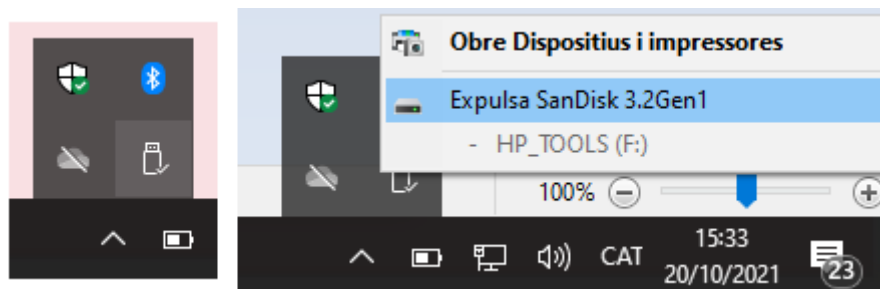 Obre Dispositius i impressores
Expulsa SanDisk 3.2Gen1
- HP_TOOLS (F:)
100%
CAT
15:33
20/10/2021
23